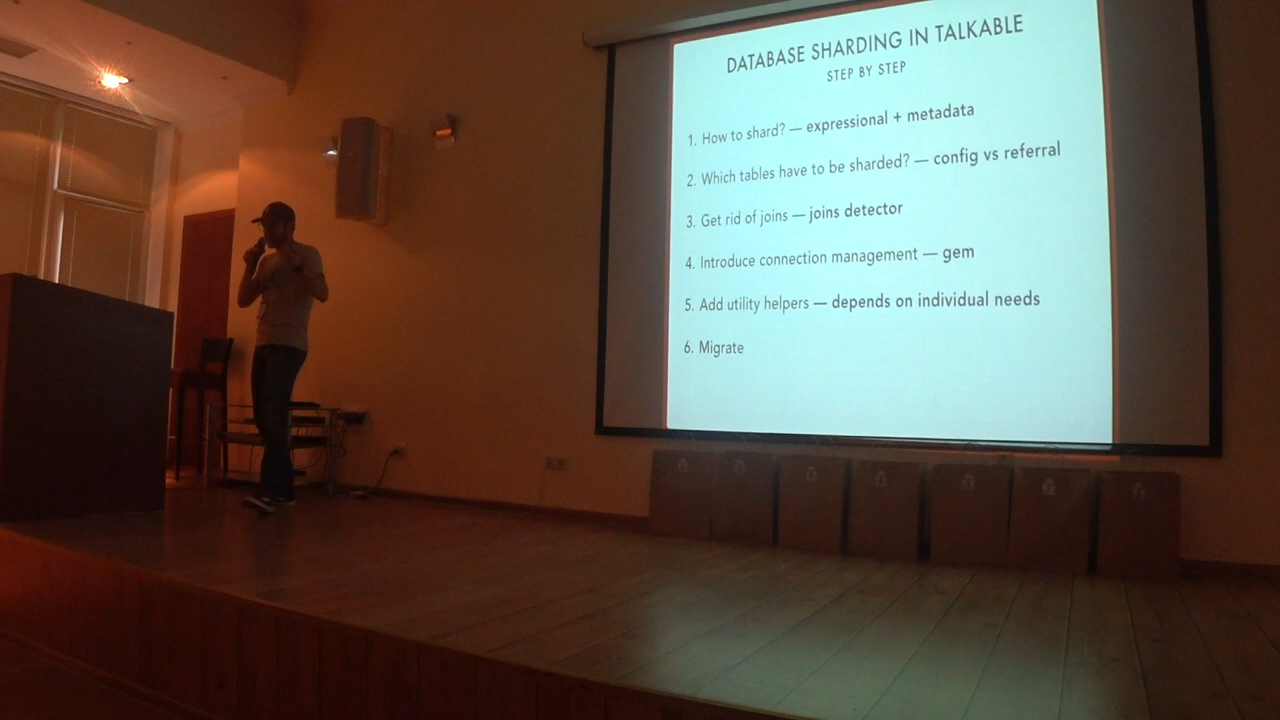 DATABASE SHARDING IN TALKABLE
STEP BY STEP
1. How to shard? — expressional + metadata
2. Which tables have to be sharded? — config vs referral
3. Get rid of joins — joins detector
4. Introduce connection management — gem
5. Add utility helpers — depends on individual needs
6. Migrate